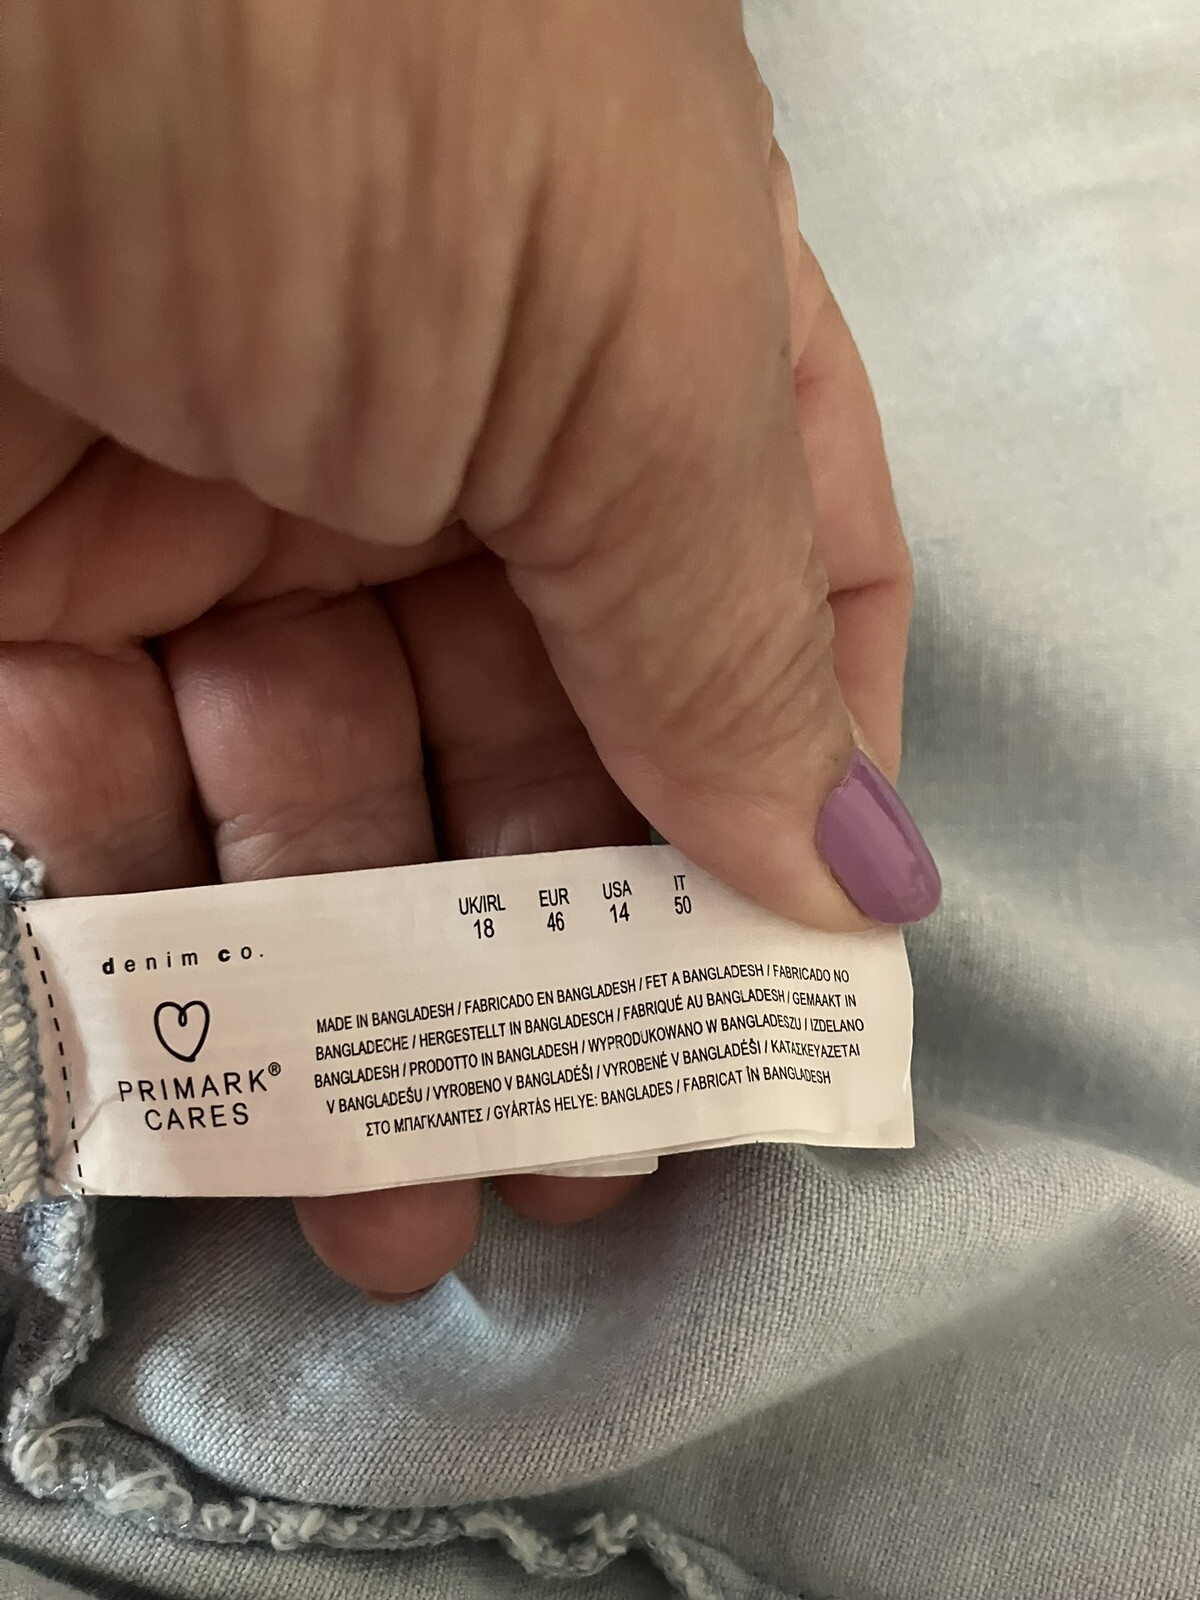 UK/IRL EUR USA IT
18 46 14 50
denim co.
PRIMARK®
CARES
MADE IN BANGLADESH / FABRICADO EN BANGLADESH / FET A BANGLADESH / FABRICADO NO
BANGLADECHE / HERGESTELLT IN BANGLADESCH / FABRIQUÉ AU BANGLADESH / GEMAAKT IN
BANGLADESH / PRODOTTO IN BANGLADESH / WYPRODUKOWANO W BANGLADESZU / IZDELANO
V BANGLADEŠU / VYROBENO V BANGLADÉŠI / VYROBENÉ V BANGLADÉŠI / ΚΑΤΑΣΚΕΥΑΖΕΤΑΙ
ΣΤΟ ΜΠΑΓΚΛΑΝΤΕΣ / GYÁRTÁS HELYE: BANGLADES / FABRICAT ÎN BANGLADESH